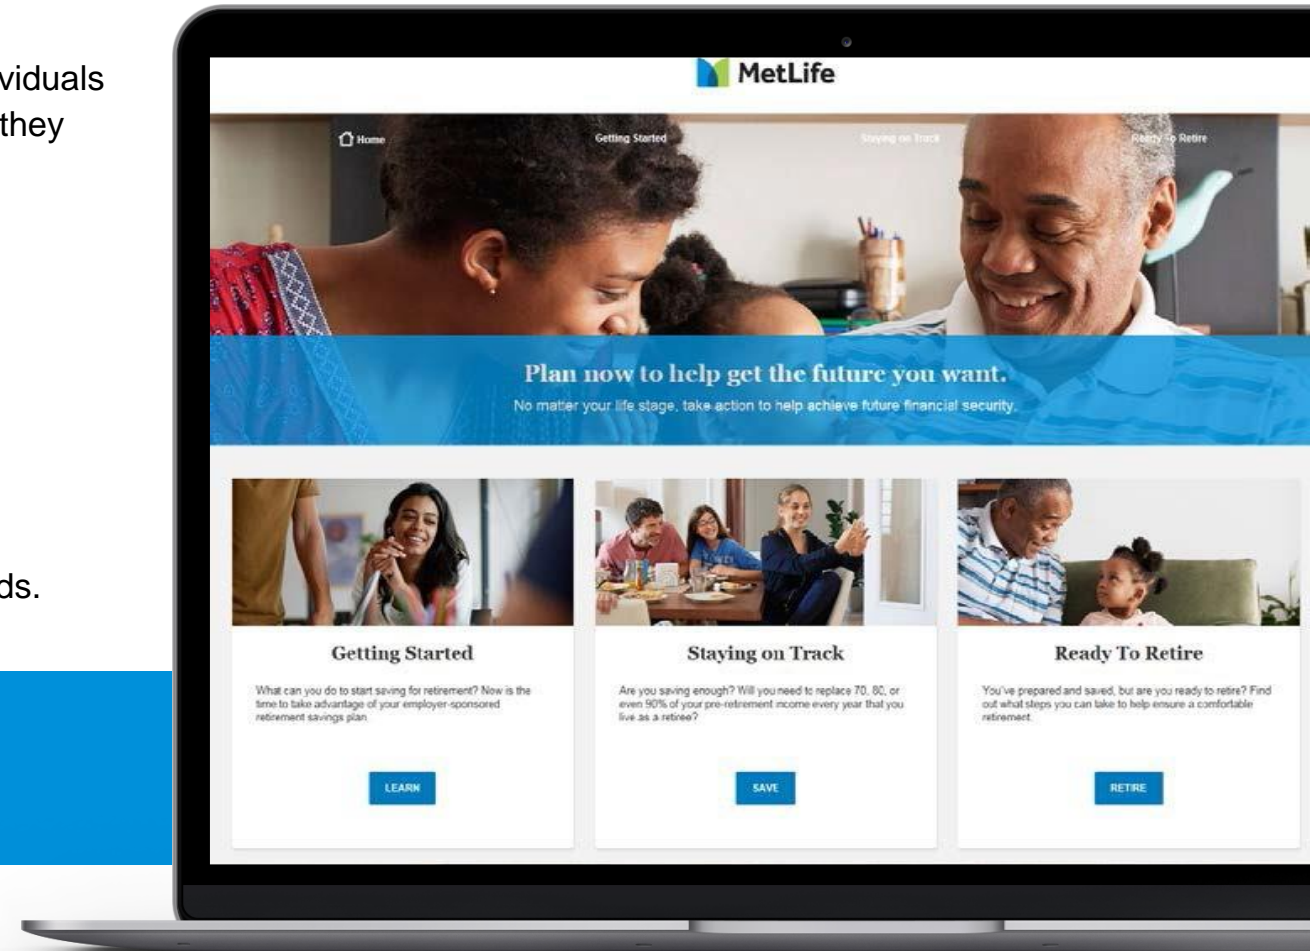 viduals
they
ds.
MetLife
Home
Getting Started
Staying on Track
Ready To Retire
Plan now to help get the future you want.
No matter your life stage, take action to help achieve future financial security.
Getting Started
What can you do to start saving for retirement? Now is the
time to take advantage of your employer-sponsored
retirement savings plan.
LEARN
Staying on Track
Are you saving enough? Will you need to replace 70, 80, or
even 90% of your pre-retirement income every year that you
live as a retiree?
SAVE
Ready To Retire
You've prepared and saved, but are you ready to retire? Find
out what steps you can take to help ensure a comfortable
retirement.
RETIRE